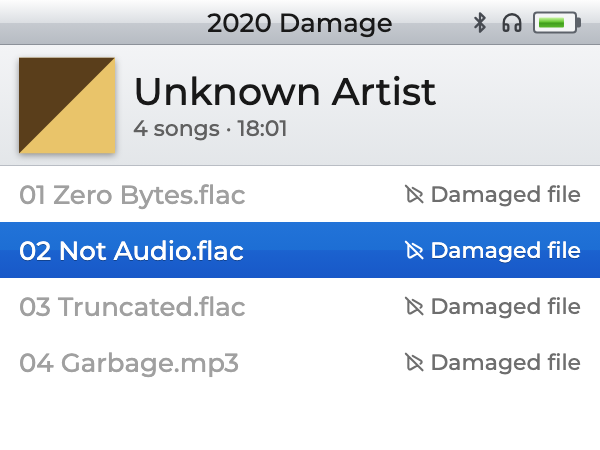 2020 Damage
Unknown Artist
4 songs · 18:01
01 Zero Bytes.flac Damaged file
02 Not Audio.flac Damaged file
03 Truncated.flac Damaged file
04 Garbage.mp3 Damaged file